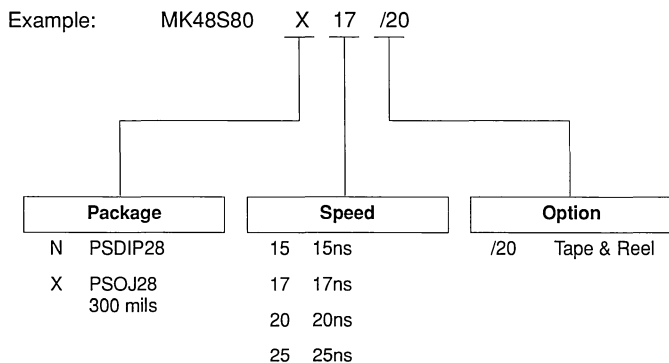 Example: MK48S80 X 17 /20
Package Speed Option
N PSDIP28 15 15ns /20 Tape & Reel
X PSOJ28 17 17ns
300 mils
20 20ns
25 25ns